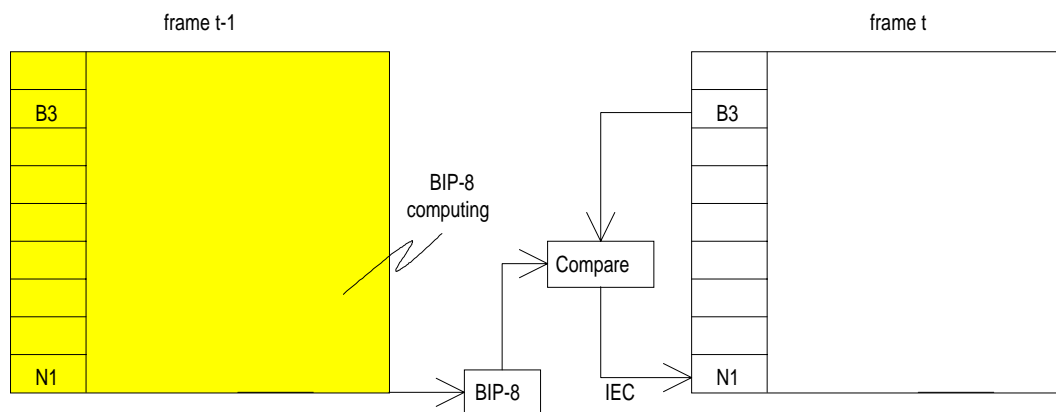 frame t-1
frame t
B3
B3
BIP-8
computing
Compare
N1
BIP-8
IEC
N1